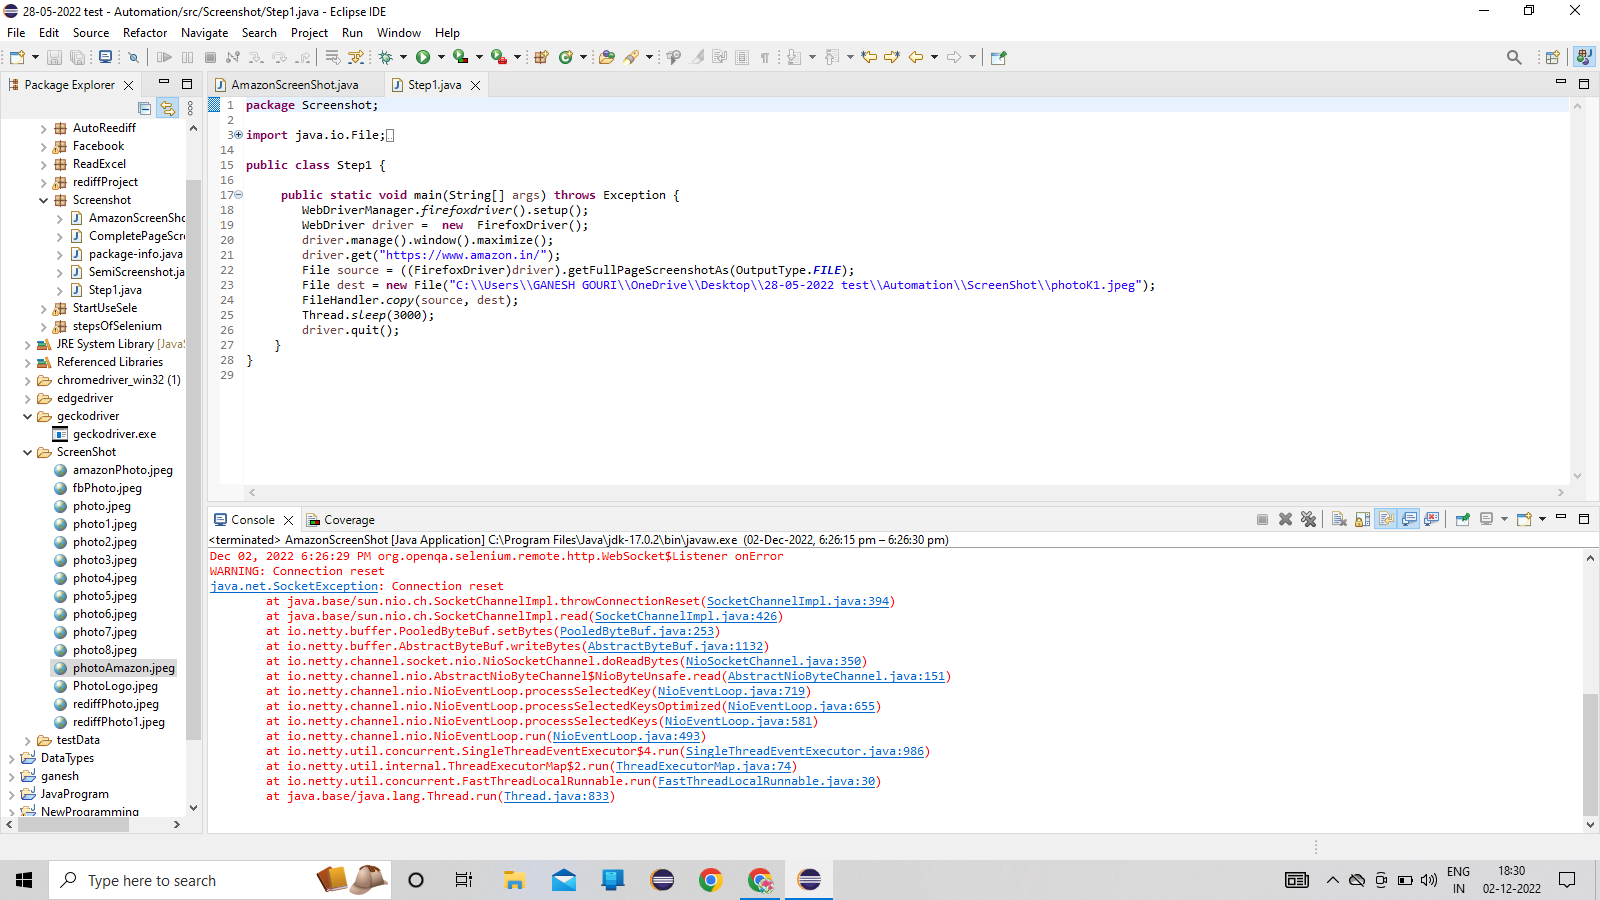 28-05-2022 test - Automation/src/Screenshot/Step1.java - Eclipse IDE
File Edit Source Refactor Navigate Search Project Run Window Help
Package Explorer
AutoReediff
Facebook
ReadExcel
rediffProject
Screenshot
AmazonScreenSho
CompletePageScre
package-info.java
SemiScreenshot.ja
Step1.java
StartUseSele
stepsOfSelenium
JRE System Library [JavaS
Referenced Libraries
chromedriver_win32 (1)
edgedriver
geckodriver
geckodriver.exe
ScreenShot
amazonPhoto.jpeg
fbPhoto.jpeg
photo.jpeg
photo1.jpeg
photo2.jpeg
photo3.jpeg
photo4.jpeg
photo5.jpeg
photo6.jpeg
photo7.jpeg
photo8.jpeg
photoAmazon.jpeg
PhotoLogo.jpeg
rediffPhoto.jpeg
rediffPhoto1.jpeg
testData
DataTypes
ganesh
JavaProgram
NewProgramming
AmazonScreenShot.java Step1.java
1 package Screenshot;
2
3 import java.io.File;
14
15 public class Step1 {
16
17 public static void main(String[] args) throws Exception {
18 WebDriverManager.firefoxdriver().setup();
19 WebDriver driver = new FirefoxDriver();
20 driver.manage().window().maximize();
21 driver.get("https://www.amazon.in/");
22 File source = ((FirefoxDriver)driver).getFullPageScreenshotAs(OutputType.FILE);
23 File dest = new File("C:\\Users\\GANESH GOURI\\OneDrive\\Desktop\\28-05-2022 test\\Automation\\ScreenShot\\photoK1.jpeg");
24 FileHandler.copy(source, dest);
25 Thread.sleep(3000);
26 driver.quit();
27 }
28 }
29
Console Coverage
<terminated> AmazonScreenShot [Java Application] C:\Program Files\Java\jdk-17.0.2\bin\javaw.exe (02-Dec-2022, 6:26:15 pm – 6:26:30 pm)
Dec 02, 2022 6:26:29 PM org.openqa.selenium.remote.http.WebSocket$Listener onError
WARNING: Connection reset
java.net.SocketException: Connection reset
at java.base/sun.nio.ch.SocketChannelImpl.throwConnectionReset(SocketChannelImpl.java:394)
at java.base/sun.nio.ch.SocketChannelImpl.read(SocketChannelImpl.java:426)
at io.netty.buffer.PooledByteBuf.setBytes(PooledByteBuf.java:253)
at io.netty.buffer.AbstractByteBuf.writeBytes(AbstractByteBuf.java:1132)
at io.netty.channel.socket.nio.NioSocketChannel.doReadBytes(NioSocketChannel.java:350)
at io.netty.channel.nio.AbstractNioByteChannel$NioByteUnsafe.read(AbstractNioByteChannel.java:151)
at io.netty.channel.nio.NioEventLoop.processSelectedKey(NioEventLoop.java:719)
at io.netty.channel.nio.NioEventLoop.processSelectedKeysOptimized(NioEventLoop.java:655)
at io.netty.channel.nio.NioEventLoop.processSelectedKeys(NioEventLoop.java:581)
at io.netty.channel.nio.NioEventLoop.run(NioEventLoop.java:493)
at io.netty.util.concurrent.SingleThreadEventExecutor$4.run(SingleThreadEventExecutor.java:986)
at io.netty.util.internal.ThreadExecutorMap$2.run(ThreadExecutorMap.java:74)
at io.netty.util.concurrent.FastThreadLocalRunnable.run(FastThreadLocalRunnable.java:30)
at java.base/java.lang.Thread.run(Thread.java:833)
Type here to search
ENG
IN
18:30
02-12-2022